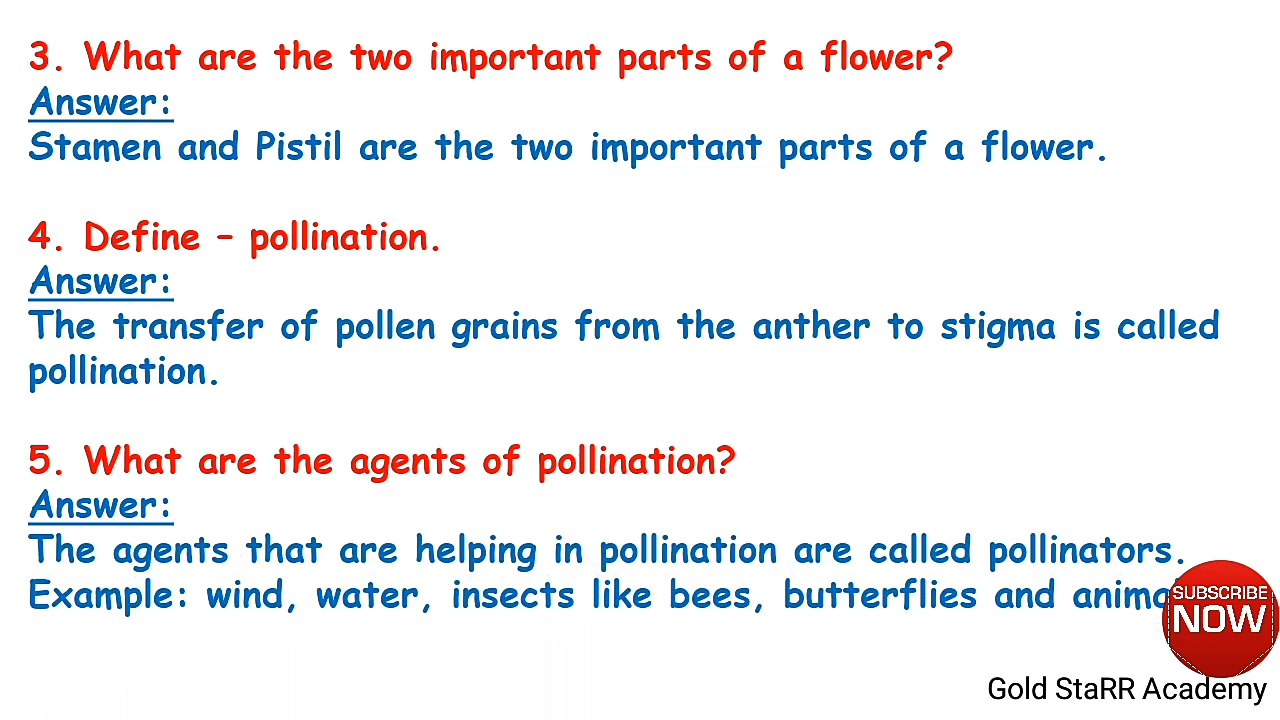 3. What are the two important parts of a flower?
Answer:
Stamen and Pistil are the two important parts of a flower.
4. Define – pollination.
Answer:
The transfer of pollen grains from the anther to stigma is called
pollination.
5. What are the agents of pollination?
Answer:
The agents that are helping in pollination are called pollinators.
Example: wind, water, insects like bees, butterflies and
SUBSCRIBE
NOW
Gold StaRR Academy